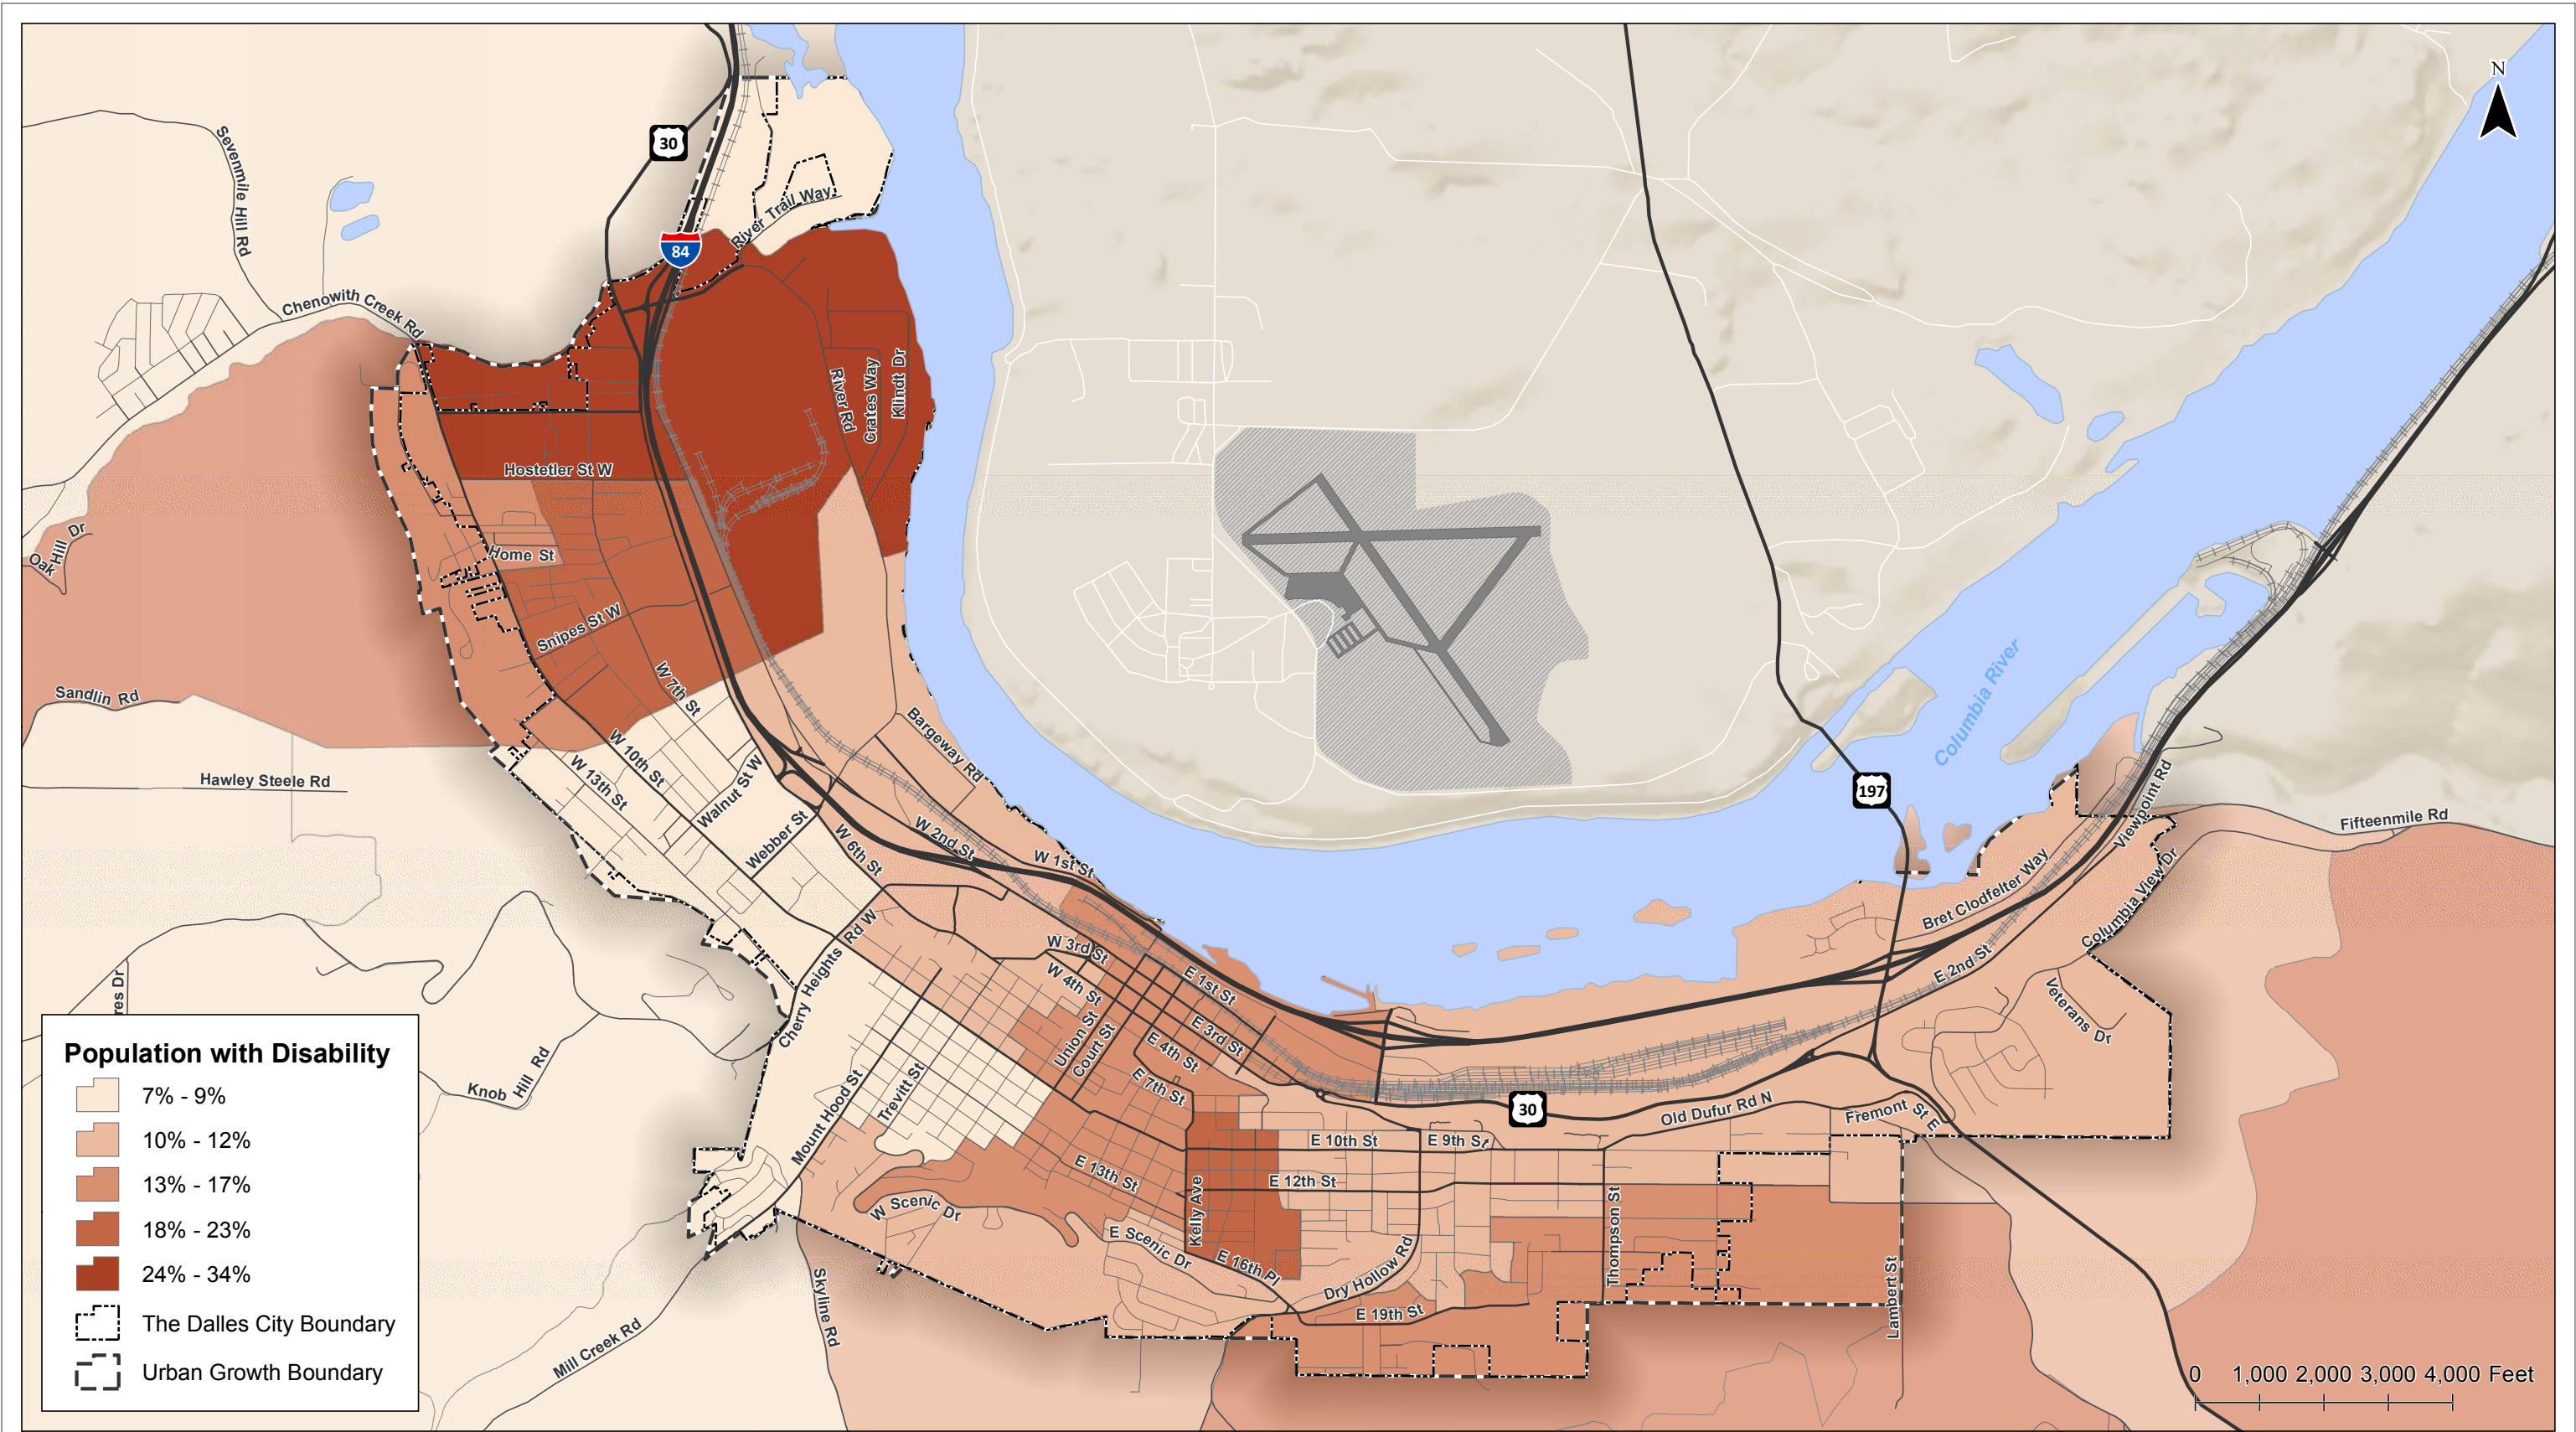 N
30
Sevenmile Hill Rd
River Trail Way
84
Chenowith Creek Rd
River Rd
Crates Way
Klindt Dr
Hostetler St W
Oak Hill Dr
Home St
Snipes St W
W 7th St
Sandlin Rd
Columbia River
Bargeway Rd
W 10th St
W 13th St
Hawley Steele Rd
Walnut St W
197
Viewpoint Rd
Fifteenmile Rd
Webber St
W 6th St
W 2nd St
W 1st St
Bret Clodfelter Way
Columbia View Dr
Cherry Heights Rd W
W 3rd St
W 4th St
E 1st St
E 2nd St
Veterans Dr
res Dr
Union St
Court St
E 3rd St
E 4th St
E 7th St
Knob Hill Rd
Mount Hood St
Trevitt St
30
Old Dufur Rd N
Fremont St E
E 10th St
E 9th St
E 13th St
E 12th St
Kelly Ave
Thompson St
W Scenic Dr
E Scenic Dr
E 16th Pl
Dry Hollow Rd
E 19th St
Lambert St
Skyline Rd
Mill Creek Rd
Population with Disability
7% - 9%
10% - 12%
13% - 17%
18% - 23%
24% - 34%
The Dalles City Boundary
Urban Growth Boundary
0 1,000 2,000 3,000 4,000 Feet